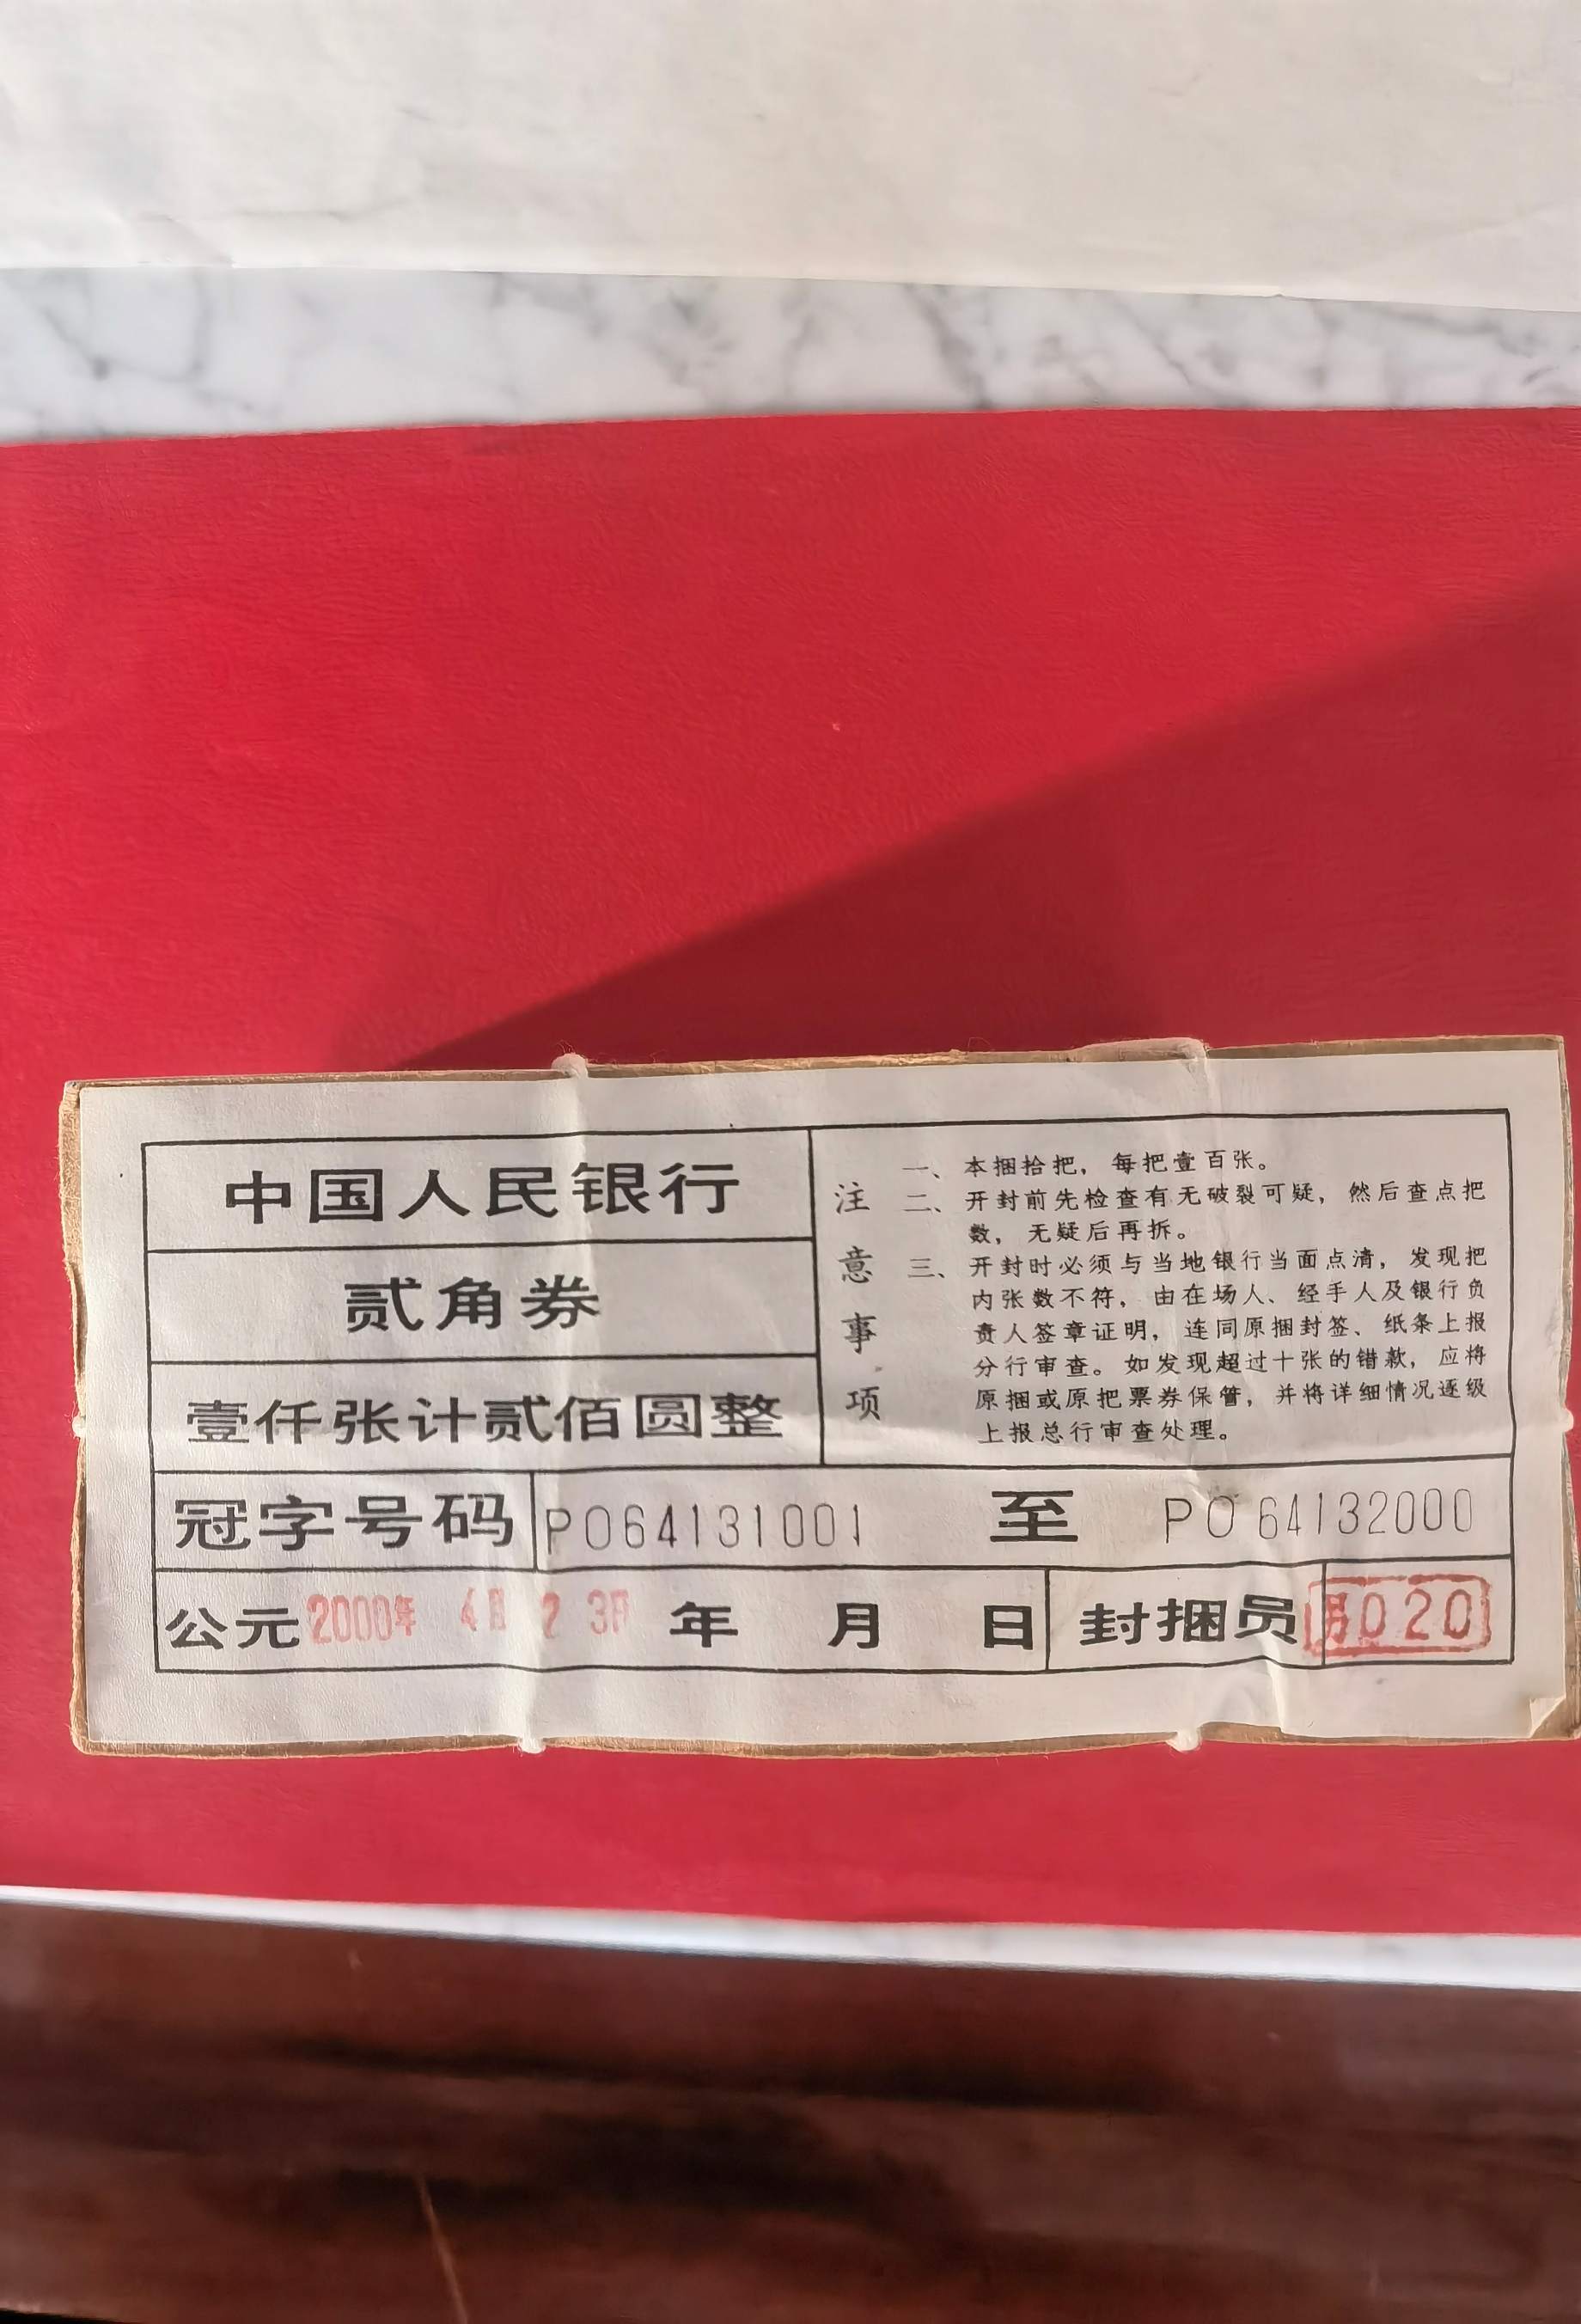 中国人民银行
贰角券
壹仟张计贰佰圆整
注意事项
一、本捆拾把，每把壹百张。
二、开封前先检查有无破裂可疑，然后查点把
数，无疑后再拆。
三、开封时必须与当地银行当面点清，发现把
内张数不符，由在场人、经手人及银行负
责人签章证明，连同原捆封签、纸条上报
分行审查。如发现超过十张的错款，应将
原捆或原把票券保管，并将详细情况逐级
上报总行审查处理。
冠字号码 PO64131001 至 PO64132000
公元 2000年 4月 23日 年 月 日 封捆员 020